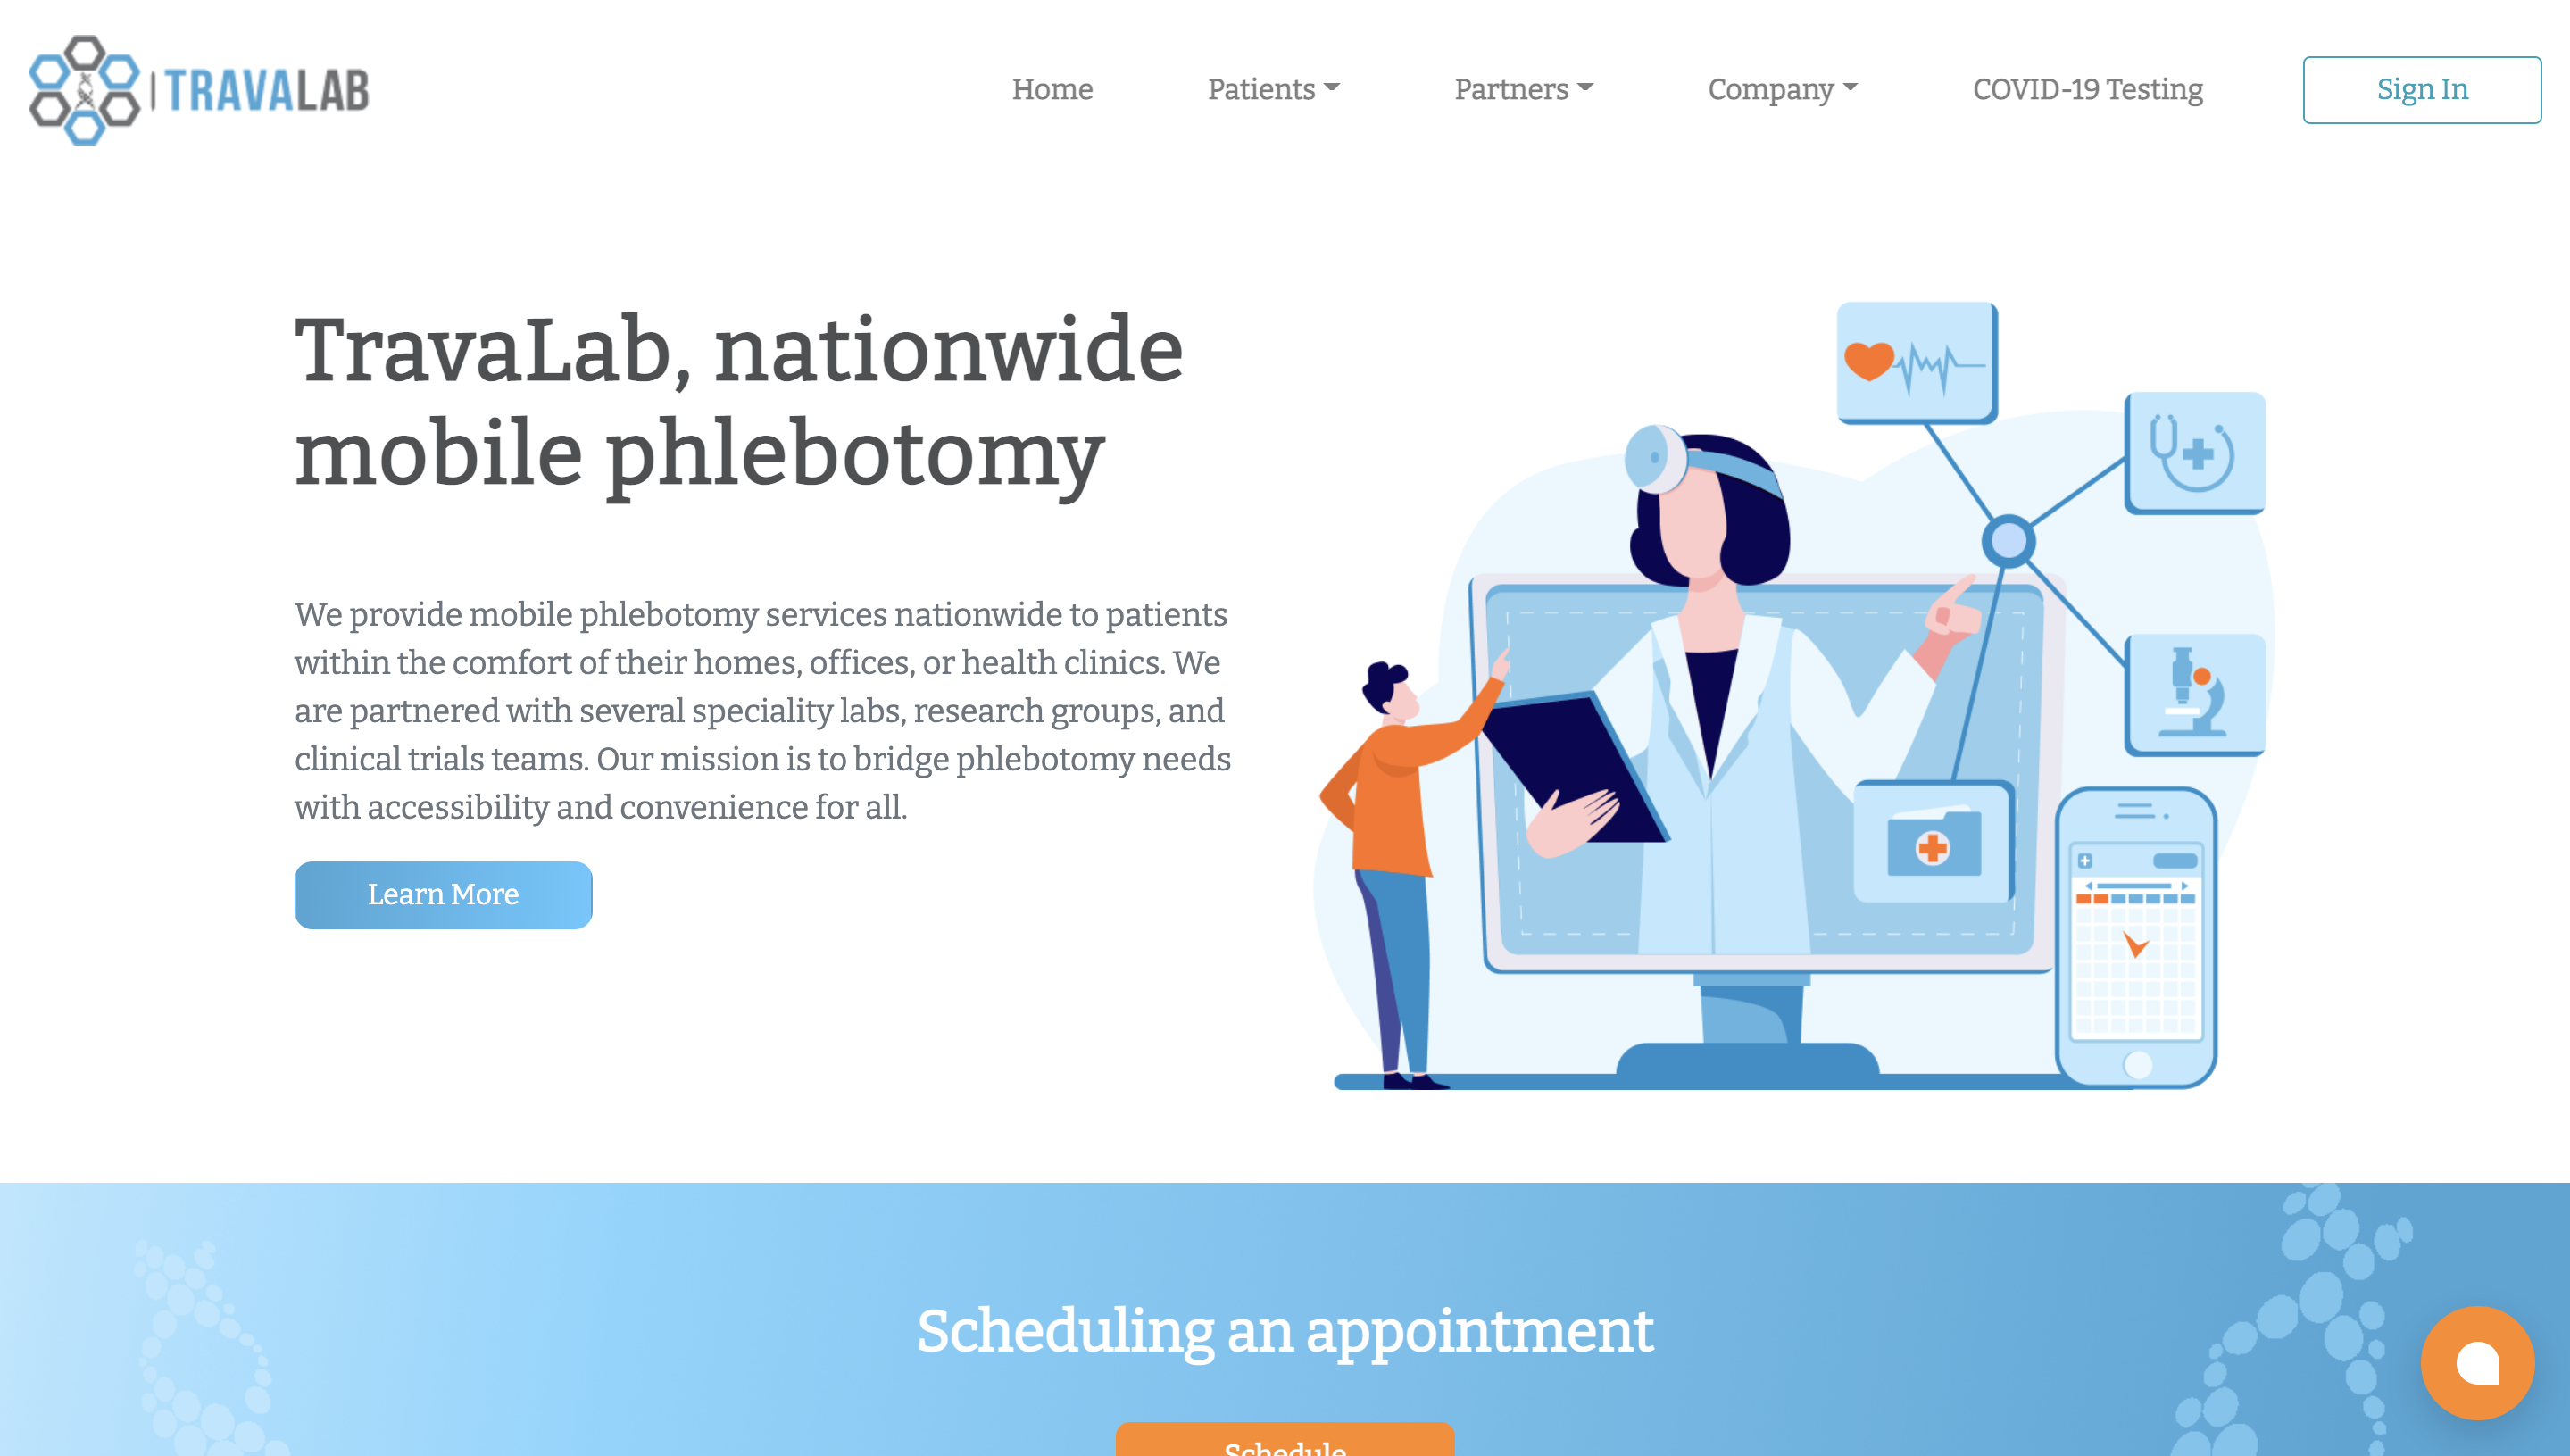 TRAVALAB
Home
Patients
Partners
Company
COVID-19 Testing
Sign In
TravaLab, nationwide
mobile phlebotomy
We provide mobile phlebotomy services nationwide to patients
within the comfort of their homes, offices, or health clinics. We
are partnered with several speciality labs, research groups, and
clinical trials teams. Our mission is to bridge phlebotomy needs
with accessibility and convenience for all.
Learn More
Scheduling an appointment
Schedule